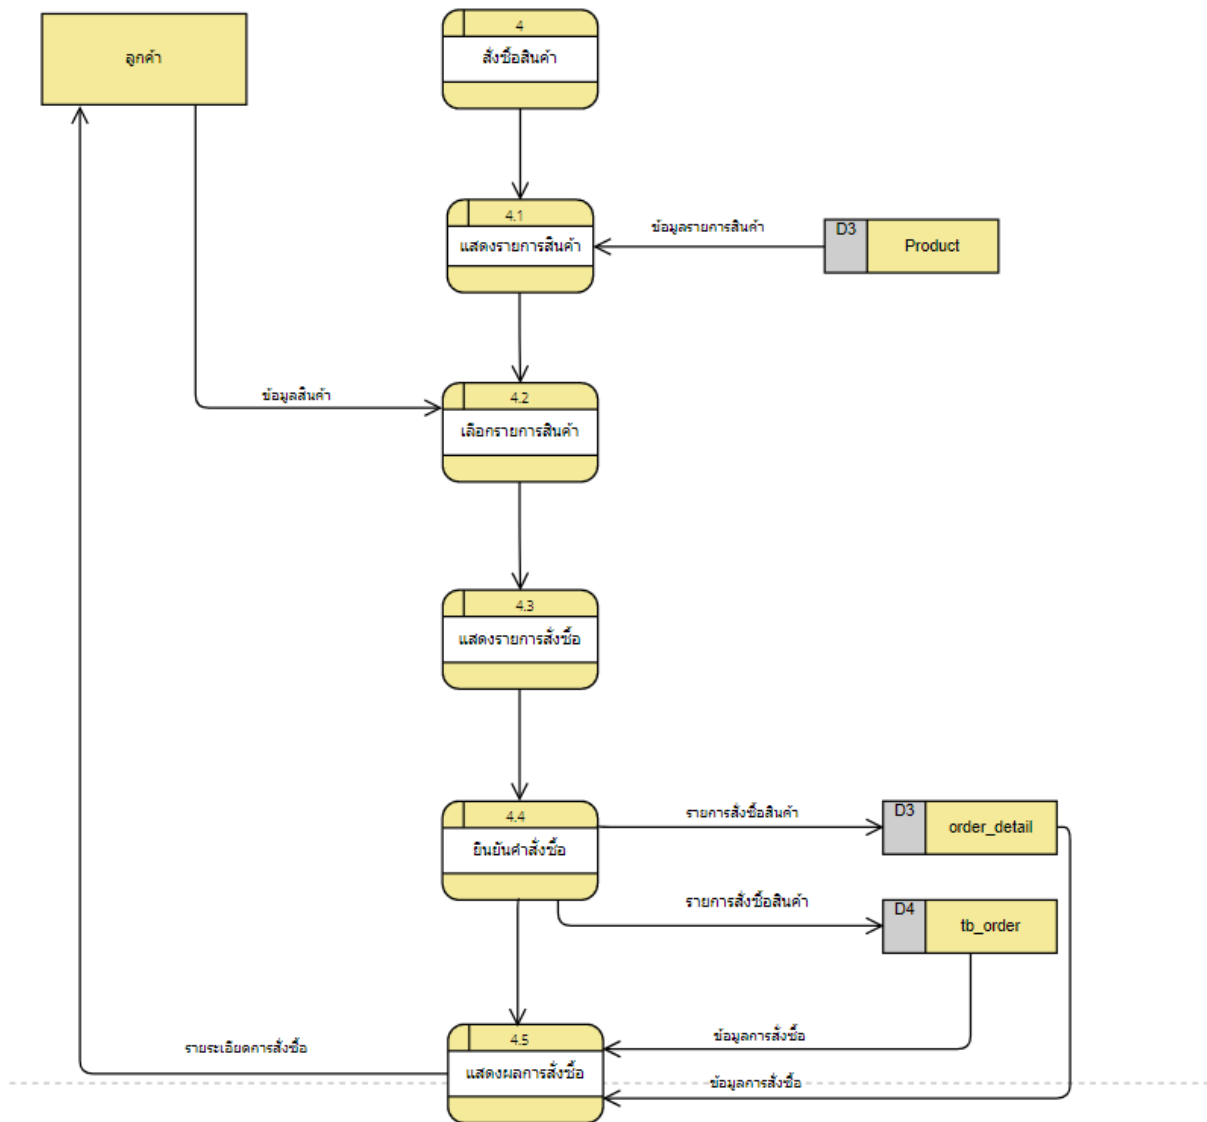 ลูกค้า
4
สั่งซื้อสินค้า
4.1
แสดงรายการสินค้า
ข้อมูลรายการสินค้า
D3
Product
ข้อมูลสินค้า
4.2
เลือกรายการสินค้า
4.3
แสดงรายการสั่งซื้อ
4.4
ยินยันคำสั่งซื้อ
รายการสั่งซื้อสินค้า
D3
order_detail
รายการสั่งซื้อสินค้า
D4
tb_order
4.5
แสดงผลการสั่งซื้อ
ข้อมูลการสั่งซื้อ
รายระเอียดการสั่งซื้อ
ข้อมูลการสั่งซื้อ